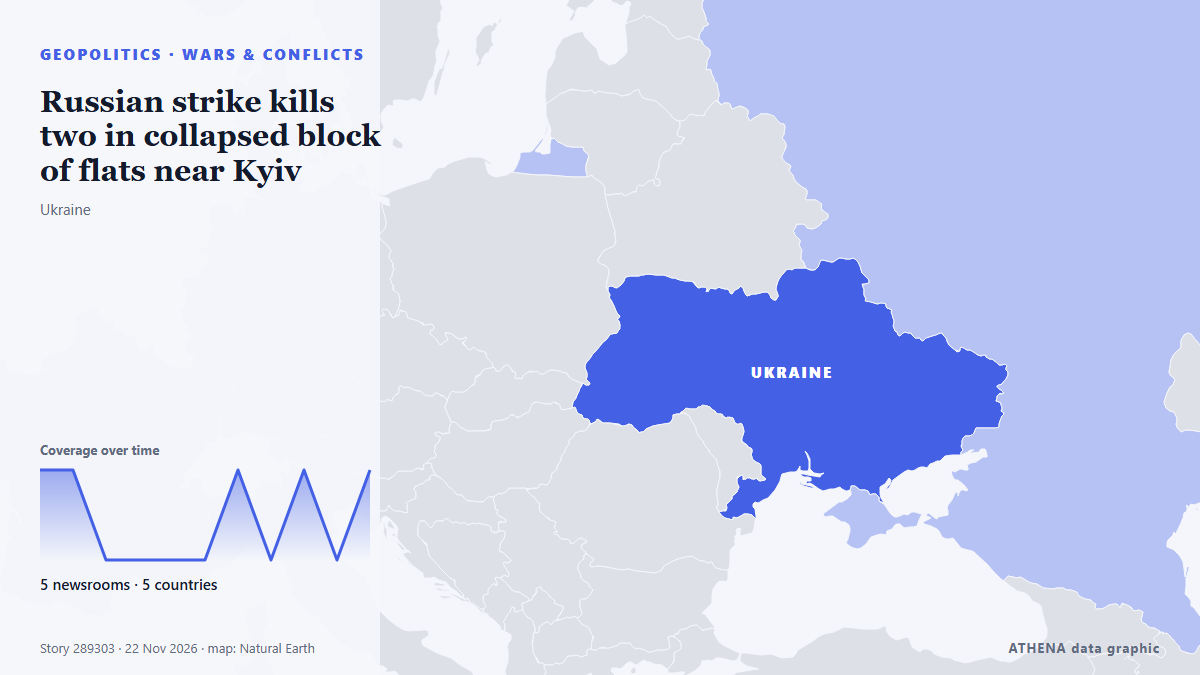 GEOPOLITICS · WARS & CONFLICTS
Russian strike kills
two in collapsed block
of flats near Kyiv
Ukraine
UKRAINE
Coverage over time
5 newsrooms · 5 countries
Story 289303 · 22 Nov 2026 · map: Natural Earth
ATHENA data graphic